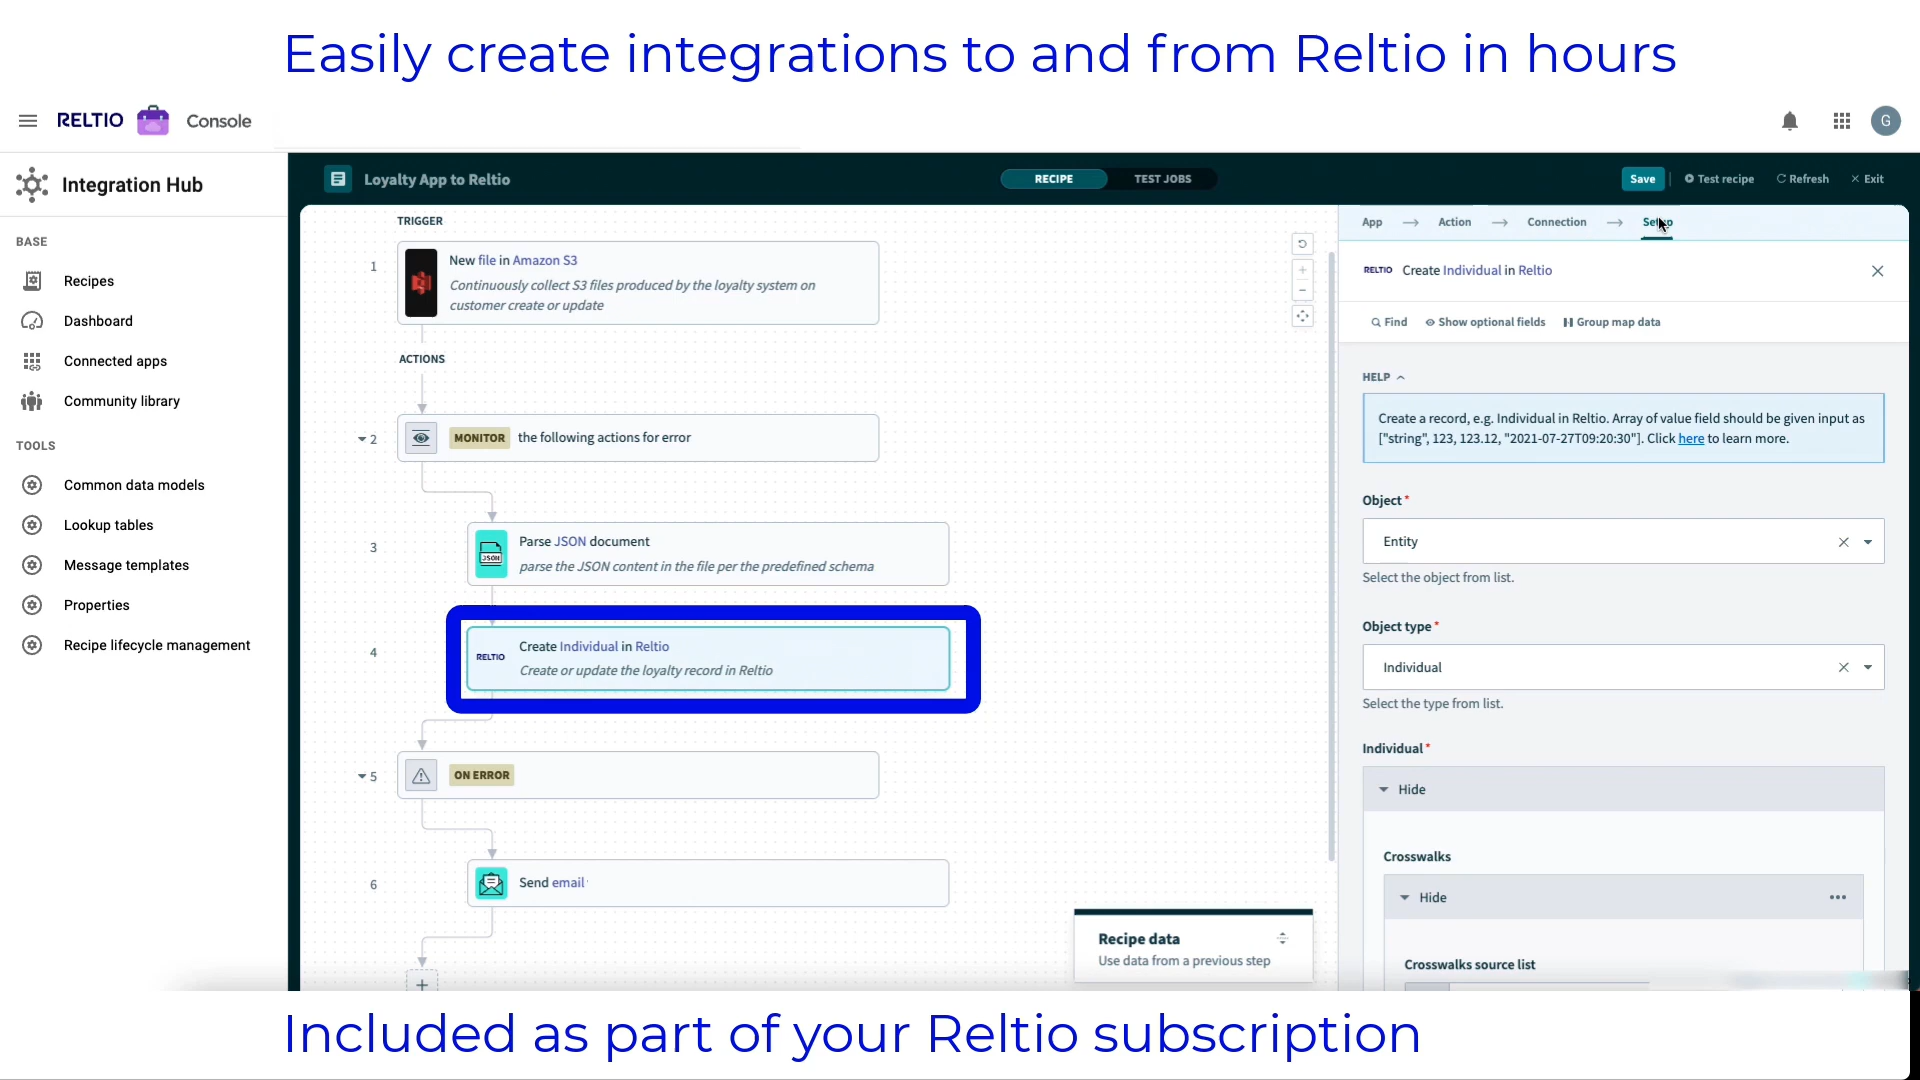 Easily create integrations to and from Reltio in hours
RELTIO Console
G
Integration Hub
BASE
Recipes
Dashboard
Connected apps
Community library
TOOLS
Common data models
Lookup tables
Message templates
Properties
Recipe lifecycle management
Loyalty App to Reltio
RECIPE TEST JOBS
Save Test recipe Refresh Exit
TRIGGER
1
New file in Amazon S3
Continuously collect S3 files produced by the loyalty system on
customer create or update
ACTIONS
2 MONITOR the following actions for error
3
JSON
Parse JSON document
parse the JSON content in the file per the predefined schema
4
RELTIO
Create Individual in Reltio
Create or update the loyalty record in Reltio
5 ON ERROR
6 Send email
Recipe data
Use data from a previous step
App Action Connection Setup
RELTIO Create Individual in Reltio
Find Show optional fields Group map data
HELP
Create a record, e.g. Individual in Reltio. Array of value field should be given input as
["string", 123, 123.12, "2021-07-27T09:20:30"]. Click here to learn more.
Object *
Entity
Select the object from list.
Object type *
Individual
Select the type from list.
Individual *
Hide
Crosswalks
Hide
Crosswalks source list
Included as part of your Reltio subscription